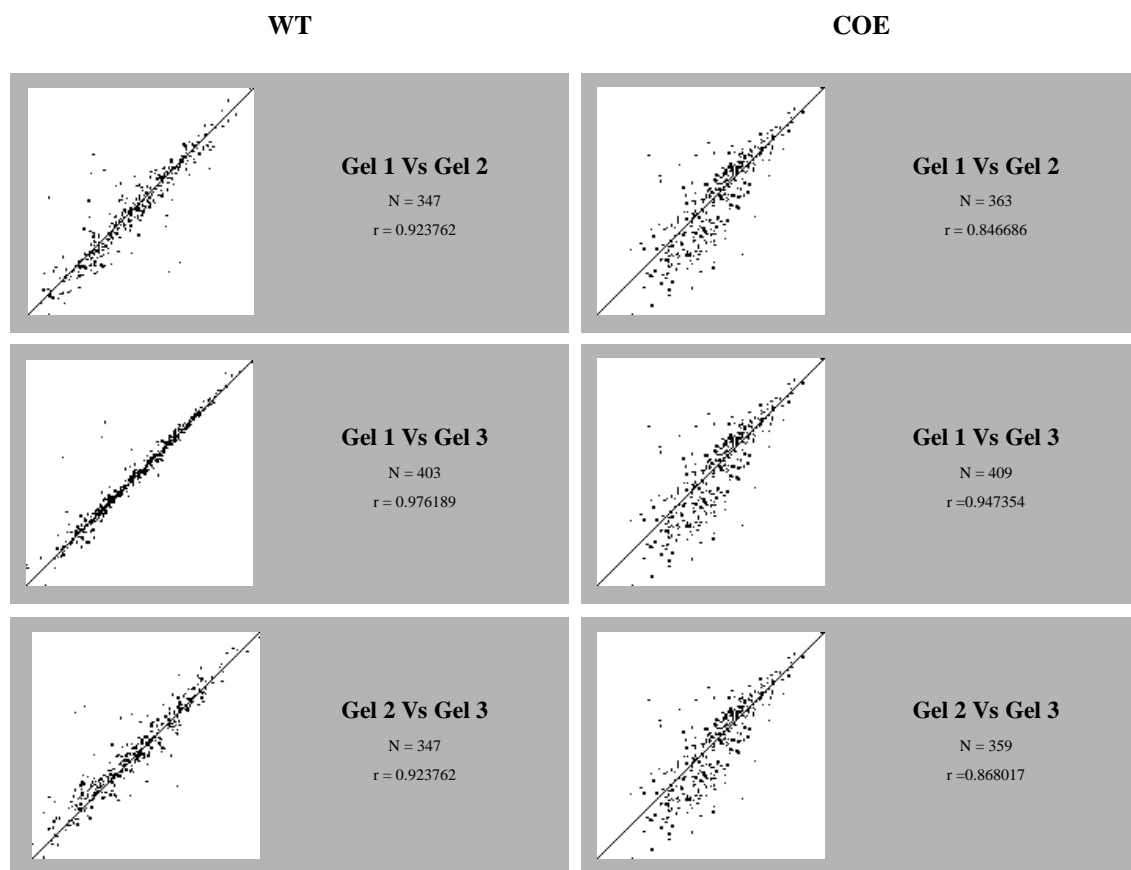 WT
COE
Gel 1 Vs Gel 2
N = 347
r = 0.923762
Gel 1 Vs Gel 2
N = 363
r = 0.846686
Gel 1 Vs Gel 3
N = 403
r = 0.976189
Gel 1 Vs Gel 3
N = 409
r =0.947354
Gel 2 Vs Gel 3
N = 347
r = 0.923762
Gel 2 Vs Gel 3
N = 359
r =0.868017